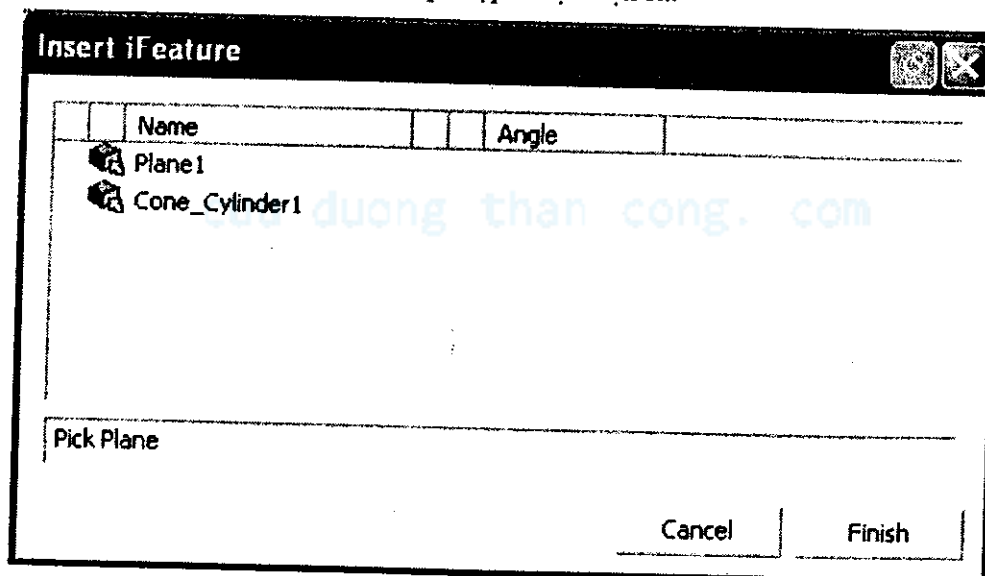 Insert iFeature
Name Angle
Plane1
Cone_Cylinder1
cuu duong than cong. com
Pick Plane
Cancel Finish